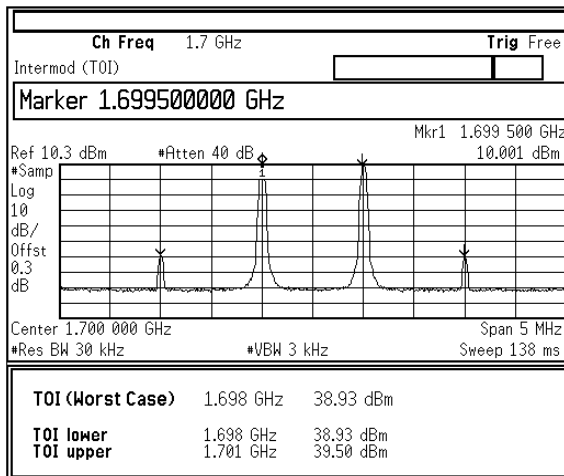 Ch Freq 1.7 GHz Trig Free
Intermod (TOI)
Marker 1.699500000 GHz
Mkr1 1.699 500 GHz
Ref 10.3 dBm #Atten 40 dB 10.001 dBm
#Samp
Log
10
dB/
Offst
0.3
dB
1
Center 1.700 000 GHz Span 5 MHz
#Res BW 30 kHz #VBW 3 kHz Sweep 138 ms
TOI (Worst Case) 1.698 GHz 38.93 dBm
TOI lower 1.698 GHz 38.93 dBm
TOI upper 1.701 GHz 39.50 dBm